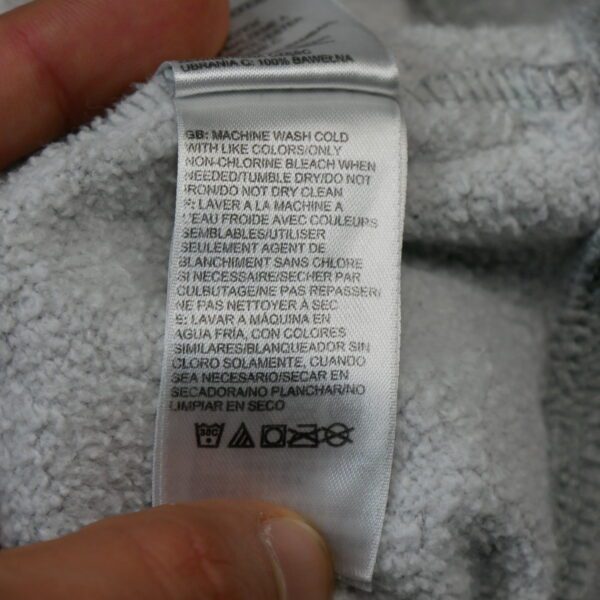 UBRANIA C: 100% BAWEŁNA
GB: MACHINE WASH COLD
WITH LIKE COLORS/ONLY
NON-CHLORINE BLEACH WHEN
NEEDED/TUMBLE DRY/DO NOT
IRON/DO NOT DRY CLEAN
F: LAVER A LA MACHINE A
L'EAU FROIDE AVEC COULEURS
SEMBLABLES/UTILISER
SEULEMENT AGENT DE
BLANCHIMENT SANS CHLORE
SI NECESSAIRE/SECHER PAR
CULBUTAGE/NE PAS REPASSER/
NE PAS NETTOYER À SEC
E: LAVAR A MÁQUINA EN
AGUA FRÍA, CON COLORES
SIMILARES/BLANQUEADOR SIN
CLORO SOLAMENTE, CUANDO
SEA NECESARIO/SECAR EN
SECADORA/NO PLANCHAR/NO
LIMPIAR EN SECO
30C